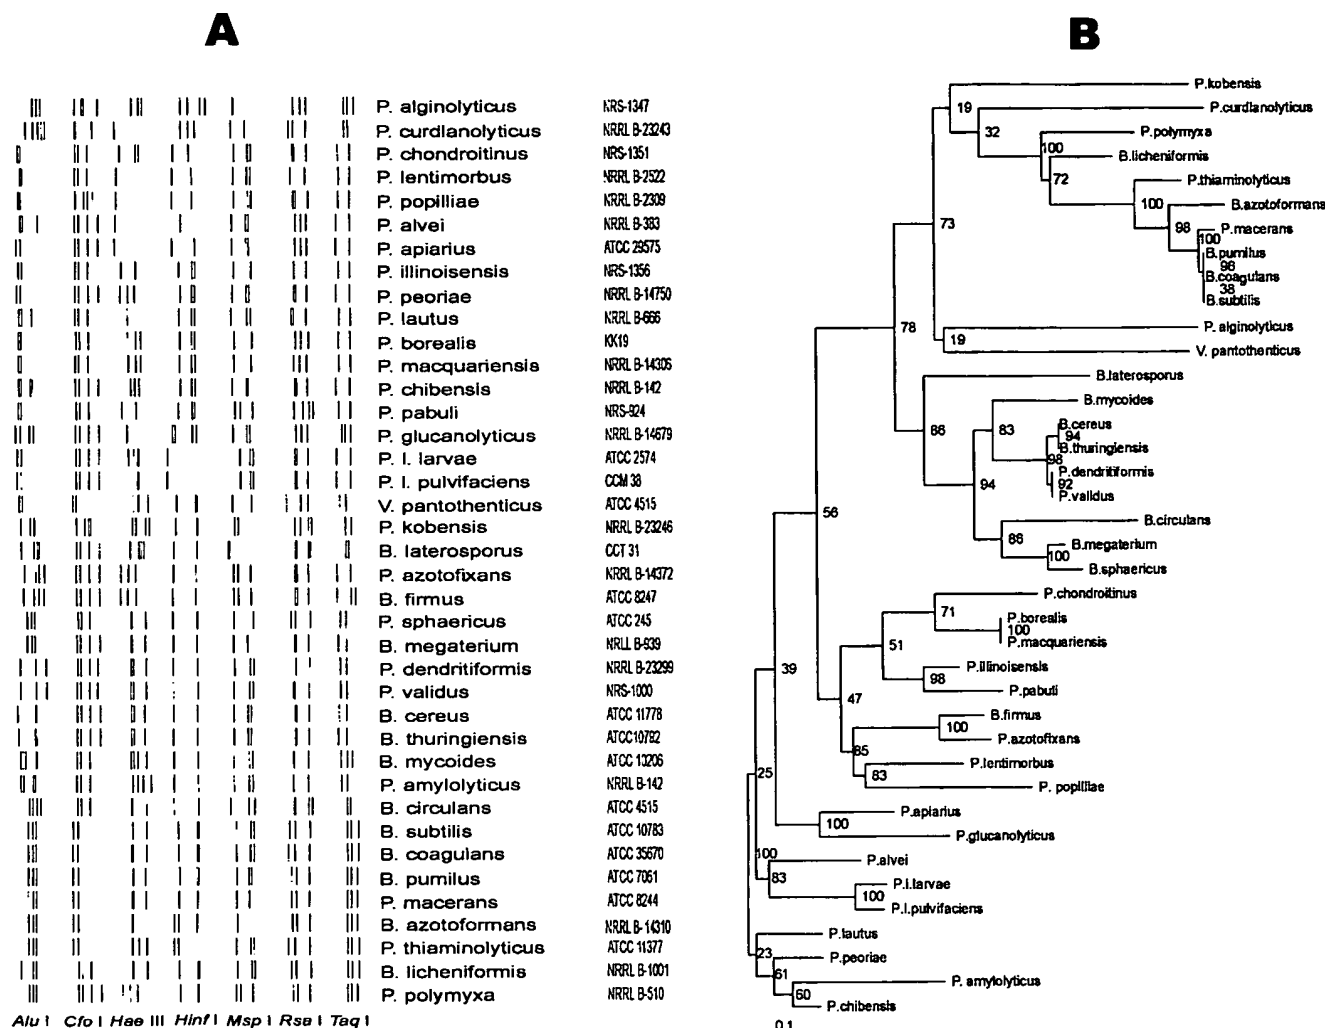 A
B
P. alginolyticus NRS-1347
P. curdlanolyticus NRRL B-23243
P. chondroitinus NRS-1351
P. lentimorbus NRRL B-2522
P. popilliae NRRL B-2309
P. alvei NRRL B-383
P. apiarius ATCC 29575
P. illinoisensis NRS-1356
P. peoriae NRRL B-14750
P. lautus NRRL B-666
P. borealis KK19
P. macquariensis NRRL B-14306
P. chibensis NRRL B-142
P. pabuli NRS-924
P. glucanolyticus NRRL B-14679
P. l. larvae ATCC 2574
P. l. pulvifaciens CCM 38
V. pantothenticus ATCC 4515
P. kobensis NRRL B-23246
B. laterosporus CCT 31
P. azotofixans NRRL B-14372
B. firmus ATCC 8247
P. sphaericus ATCC 245
B. megaterium NRLL B-939
P. dendritiformis NRRL B-23299
P. validus NRS-1000
B. cereus ATCC 11778
B. thuringiensis ATCC10792
B. mycoides ATCC 13206
P. amylolyticus NRRL B-142
B. circulans ATCC 4515
B. subtilis ATCC 10783
B. coagulans ATCC 35670
B. pumilus ATCC 7061
P. macerans ATCC 8244
B. azotoformans NRRL B-14310
P. thiaminolyticus ATCC 11377
B. licheniformis NRRL B-1001
P. polymyxa NRRL B-510
Alu I Cfo I Hae III Hinf I Msp I Rsa I Taq I
P.kobensis
19
P.curdlanolyticus
32
P.polymyxa
100
B.licheniformis
72
P.thiaminolyticus
100
B.azotoformans
98
P.macerans
100
B.pumilus
96
B.coagulans
38
B.subtilis
73
78
P. alginolyticus
19
V. pantothenticus
B.laterosporus
86
B.mycoides
83
B.cereus
94
B.thuringiensis
98
P.dendritiformis
92
P.validus
94
B.circulans
86
B.megaterium
100
B.sphaericus
56
P.chondroitinus
71
P.borealis
100
P.macquariensis
51
P.illinoisensis
98
P.pabuli
39
47
B.firmus
100
P.azotofixans
85
P.lentimorbus
83
P. popilliae
25
P.apiarius
100
P.glucanolyticus
100
P.alvei
83
P.l.larvae
100
P.l.pulvifaciens
P.lautus
23
P.peoriae
61
P. amylolyticus
60
P.chibensis
0.1